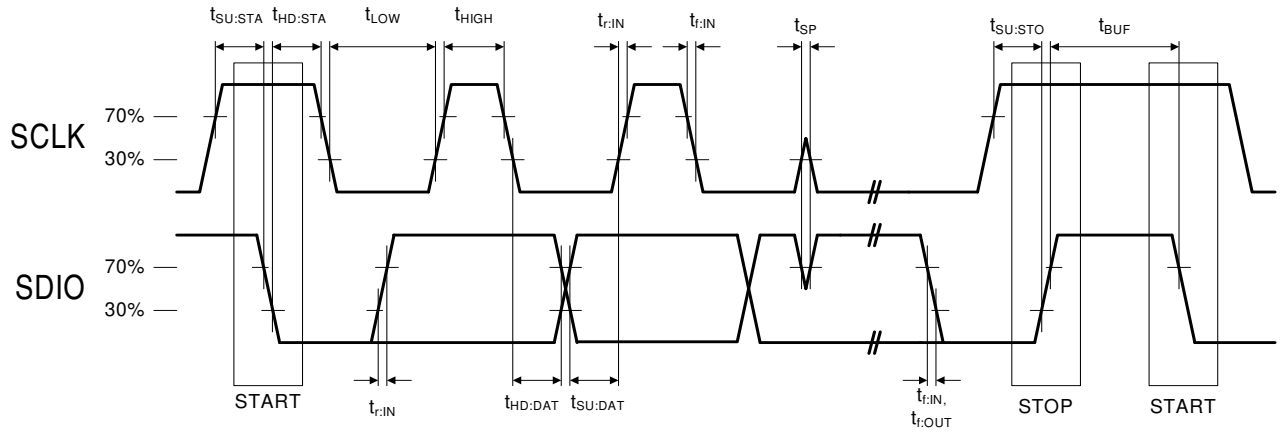 tSU:STA tHD:STA tLOW tHIGH tr:IN tf:IN tSP tSU:STO tBUF
SCLK
70%
30%
SDIO
70%
30%
START
tr:IN
tHD:DAT tSU:DAT
tf:IN,
tf:OUT
STOP
START